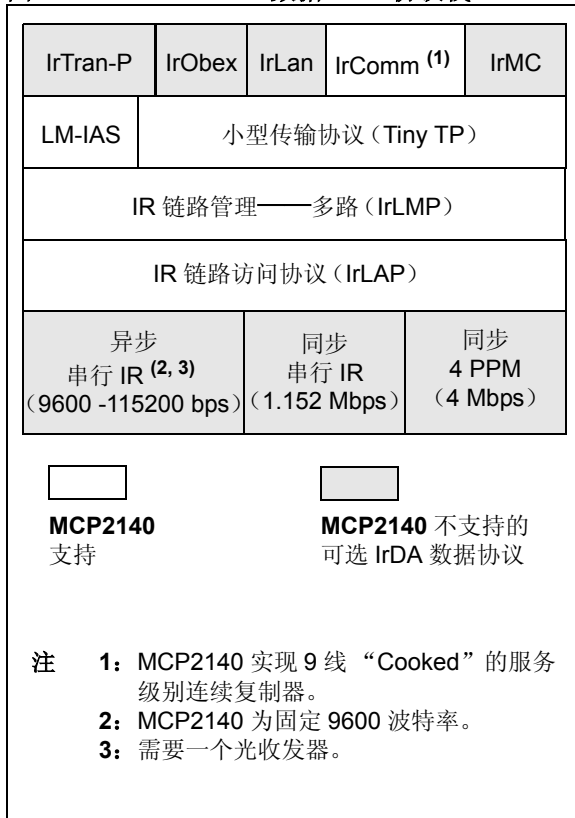 IrTran-P IrObex IrLan IrComm (1) IrMC
LM-IAS 小型传输协议（Tiny TP）
IR 链路管理——多路（IrLMP）
IR 链路访问协议（IrLAP）
异步
串行 IR (2, 3)
（9600 -115200 bps）
同步
串行 IR
（1.152 Mbps）
同步
4 PPM
（4 Mbps）
MCP2140
支持
MCP2140 不支持的
可选 IrDA 数据协议
注 1：MCP2140 实现 9 线 “Cooked”的服务
级别连续复制器。
2：MCP2140 为固定 9600 波特率。
3：需要一个光收发器。